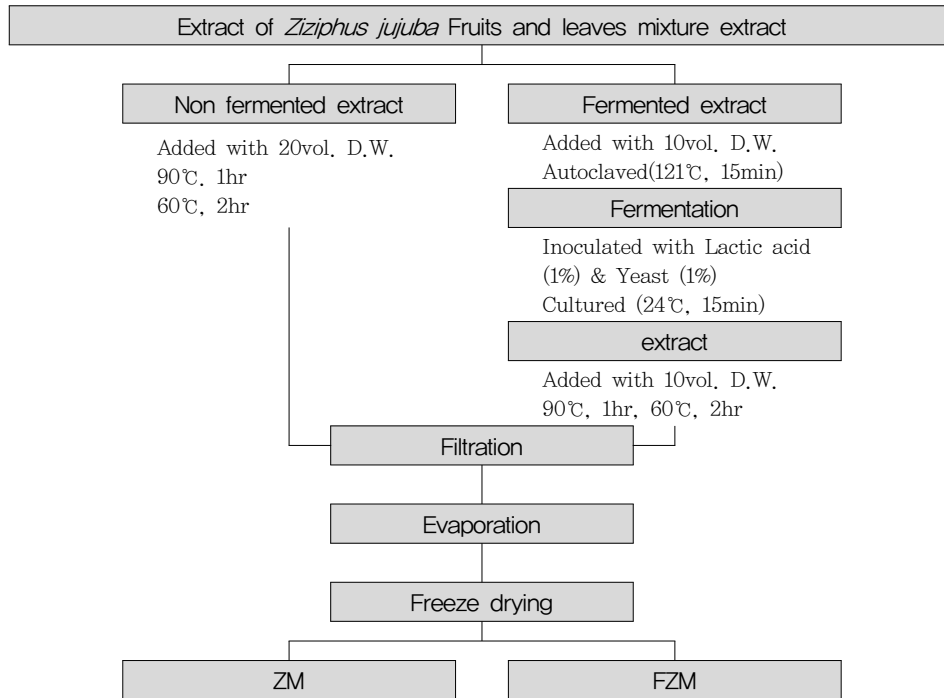 Extract of Ziziphus jujuba Fruits and leaves mixture extract
Non fermented extract
Added with 20vol. D.W.
90℃. 1hr
60℃, 2hr
Fermented extract
Added with 10vol. D.W.
Autoclaved(121℃, 15min)
Fermentation
Inoculated with Lactic acid
(1%) & Yeast (1%)
Cultured (24℃, 15min)
extract
Added with 10vol. D.W.
90℃, 1hr, 60℃, 2hr
Filtration
Evaporation
Freeze drying
ZM
FZM